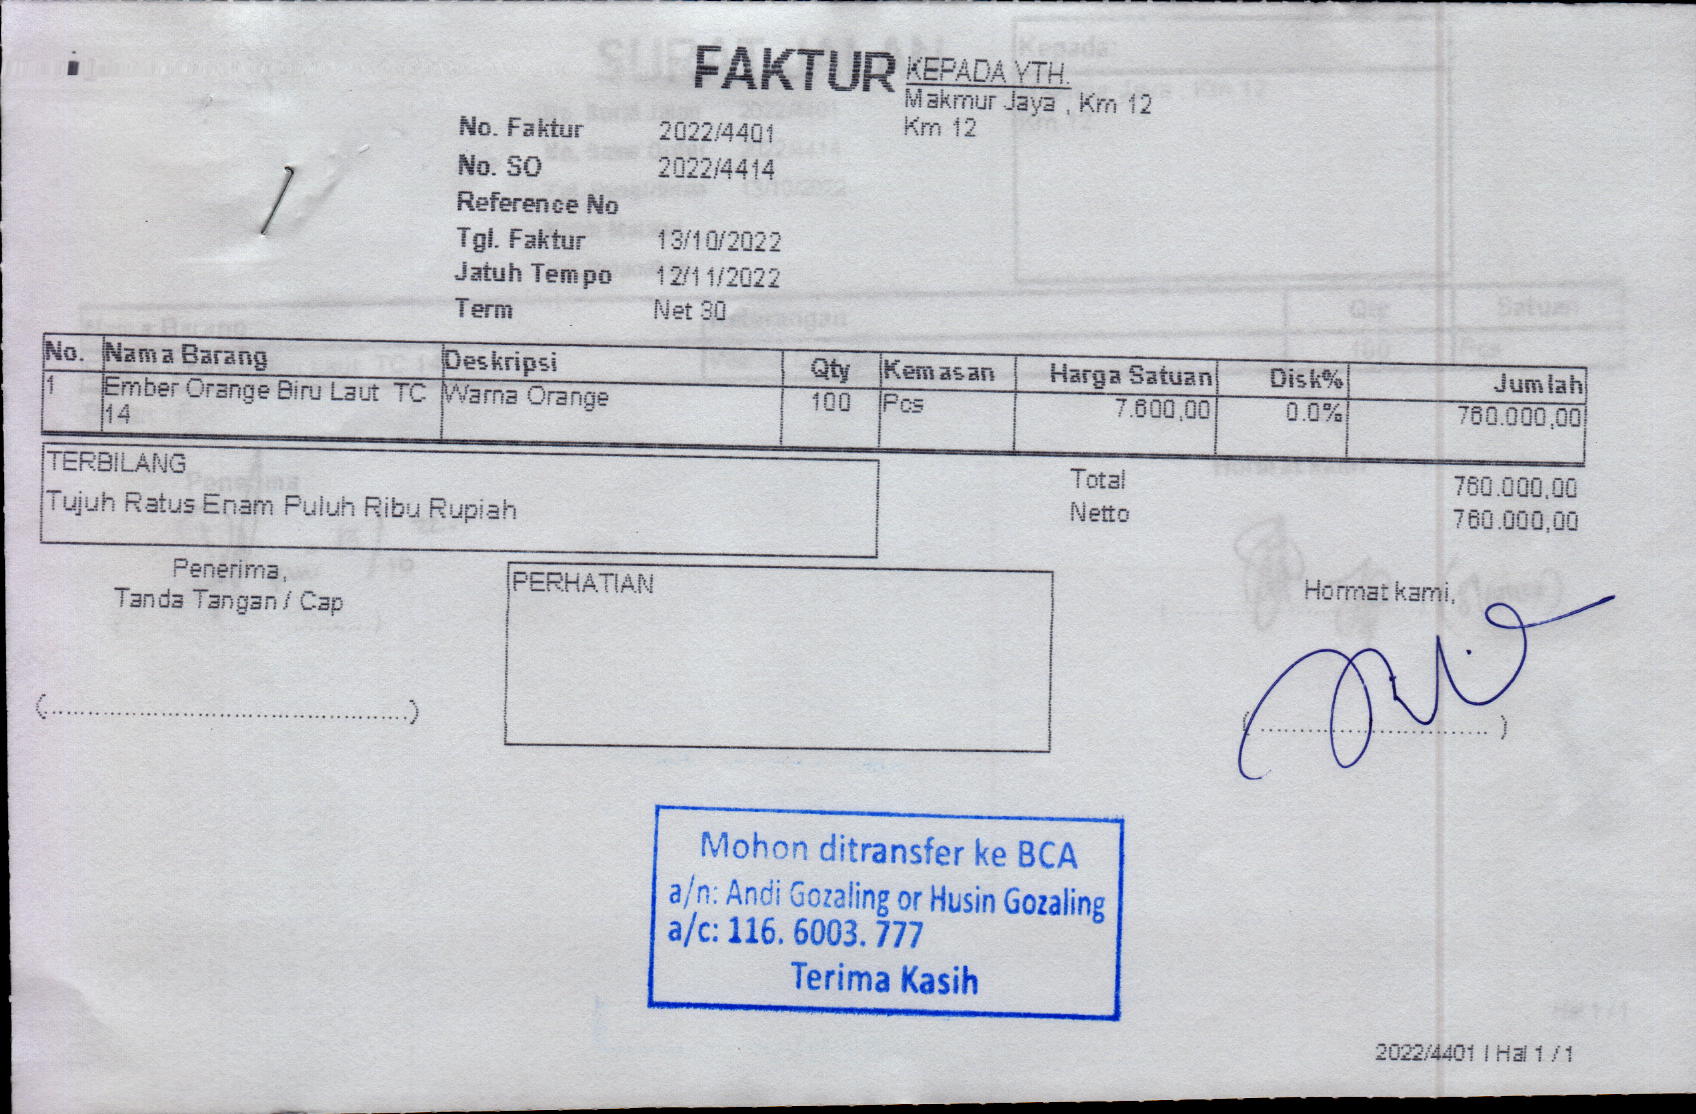 FAKTUR
KEPADA YTH.
Makmur Jaya , Km 12
Km 12
No. Faktur 2022/4401
No. SO 2022/4414
Reference No
Tgl. Faktur 13/10/2022
Jatuh Tempo 12/11/2022
Term Net 30
No. Nama Barang Deskripsi Qty Kemasan Harga Satuan Disk% Jumlah
1 Ember Orange Biru Laut TC Warna Orange 100 Pcs 7.600,00 0.0% 760.000,00
14
TERBILANG
Tujuh Ratus Enam Puluh Ribu Rupiah
Total 760.000,00
Netto 760.000,00
Penerima,
Tanda Tangan / Cap
(..............................................)
PERHATIAN
Hormat kami,
(..............................)
Mohon ditransfer ke BCA
a/n: Andi Gozaling or Husin Gozaling
a/c: 116. 6003. 777
Terima Kasih
2022/4401 | Hal 1 / 1